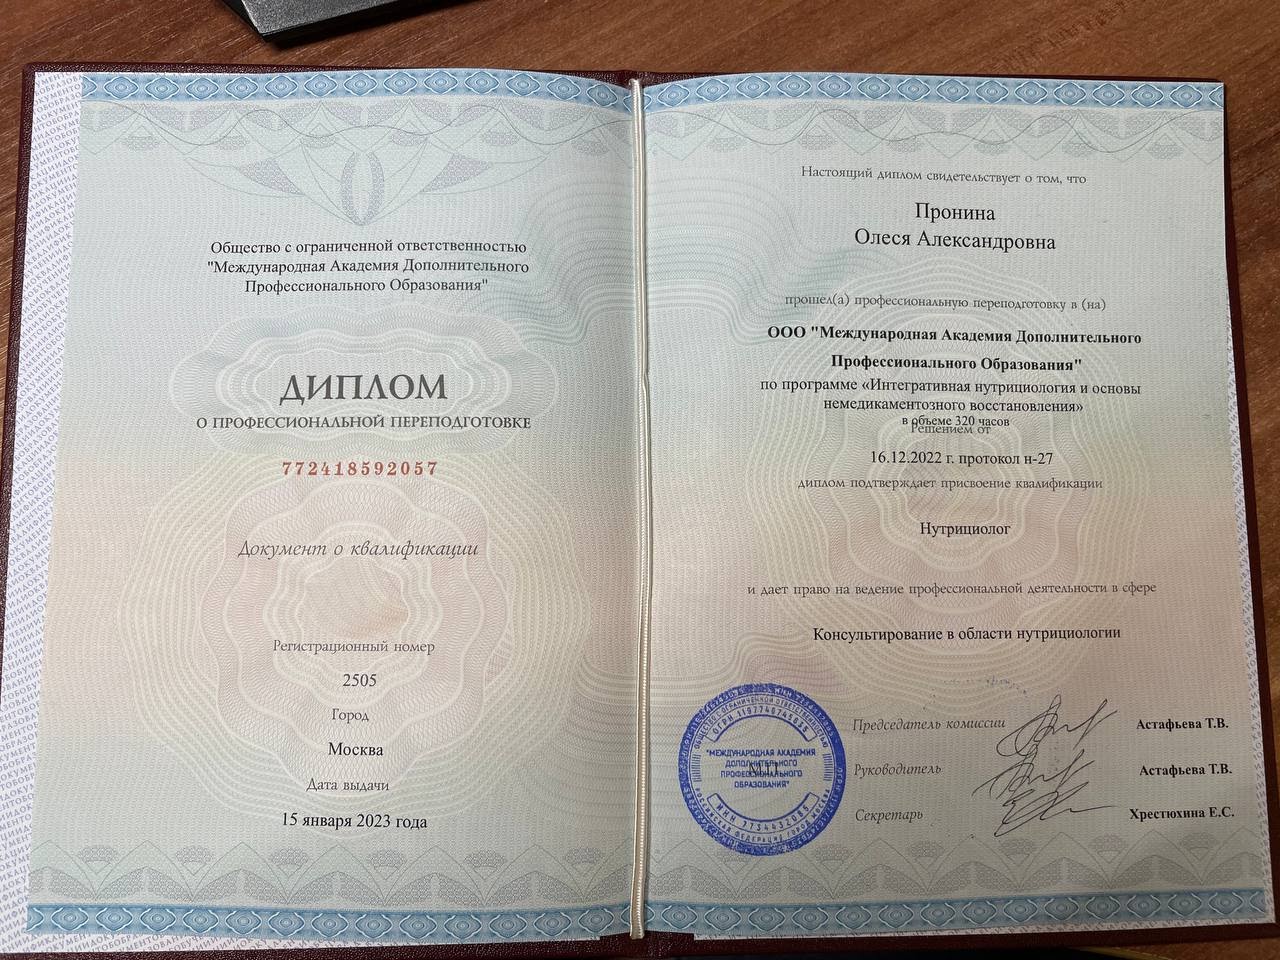 Общество с ограниченной ответственностью
"Международная Академия Дополнительного
Профессионального Образования"
ДИПЛОМ
О ПРОФЕССИОНАЛЬНОЙ ПЕРЕПОДГОТОВКЕ
772418592057
Документ о квалификации
Регистрационный номер
2505
Город
Москва
Дата выдачи
15 января 2023 года
Настоящий диплом свидетельствует о том, что
Пронина
Олеся Александровна
прошел(а) профессиональную переподготовку в (на)
ООО "Международная Академия Дополнительного
Профессионального Образования"
по программе «Интегративная нутрициология и основы
немедикаментозного восстановления»
в объеме 320 часов
Решением от
16.12.2022 г. протокол н-27
диплом подтверждает присвоение квалификации
Нутрициолог
и дает право на ведение профессиональной деятельности в сфере
Консультирование в области нутрициологии
Председатель комиссии
Астафьева Т.В.
Руководитель
Астафьева Т.В.
Секретарь
Хрестюхина Е.С.
М.П.
"МЕЖДУНАРОДНАЯ АКАДЕМИЯ
ДОПОЛНИТЕЛЬНОГО
ПРОФЕССИОНАЛЬНОГО
ОБРАЗОВАНИЯ"
ИНН 7734432085